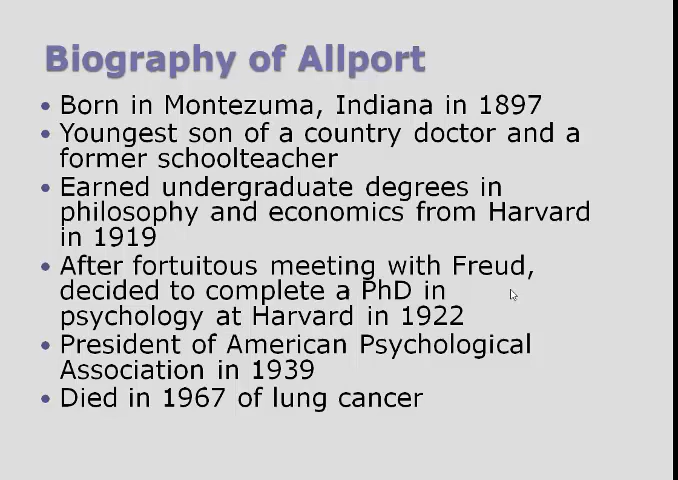 Biography of Allport
• Born in Montezuma, Indiana in 1897
• Youngest son of a country doctor and a
former schoolteacher
• Earned undergraduate degrees in
philosophy and economics from Harvard
in 1919
• After fortuitous meeting with Freud,
decided to complete a PhD in
psychology at Harvard in 1922
• President of American Psychological
Association in 1939
• Died in 1967 of lung cancer